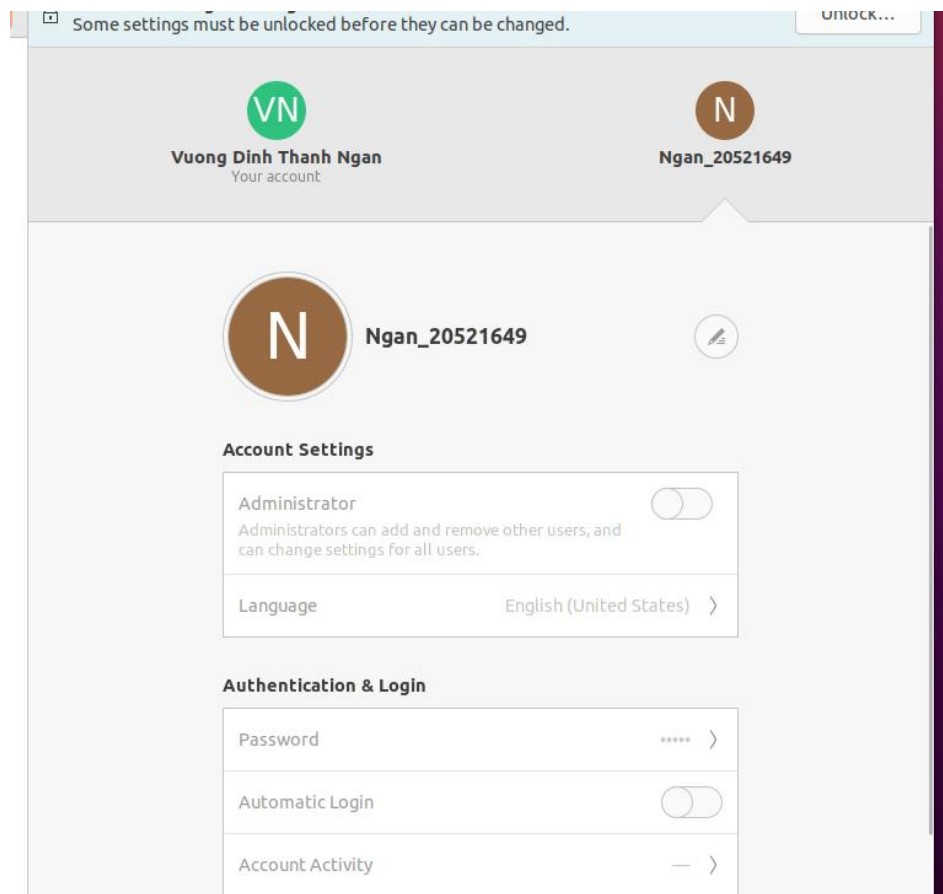 Some settings must be unlocked before they can be changed.
Unlock...
VN
N
Vuong Dinh Thanh Ngan
Ngan_20521649
Your account
N
Ngan_20521649
Account Settings
Administrator
Administrators can add and remove other users, and
can change settings for all users.
Language
English (United States)
Authentication & Login
Password
Automatic Login
Account Activity